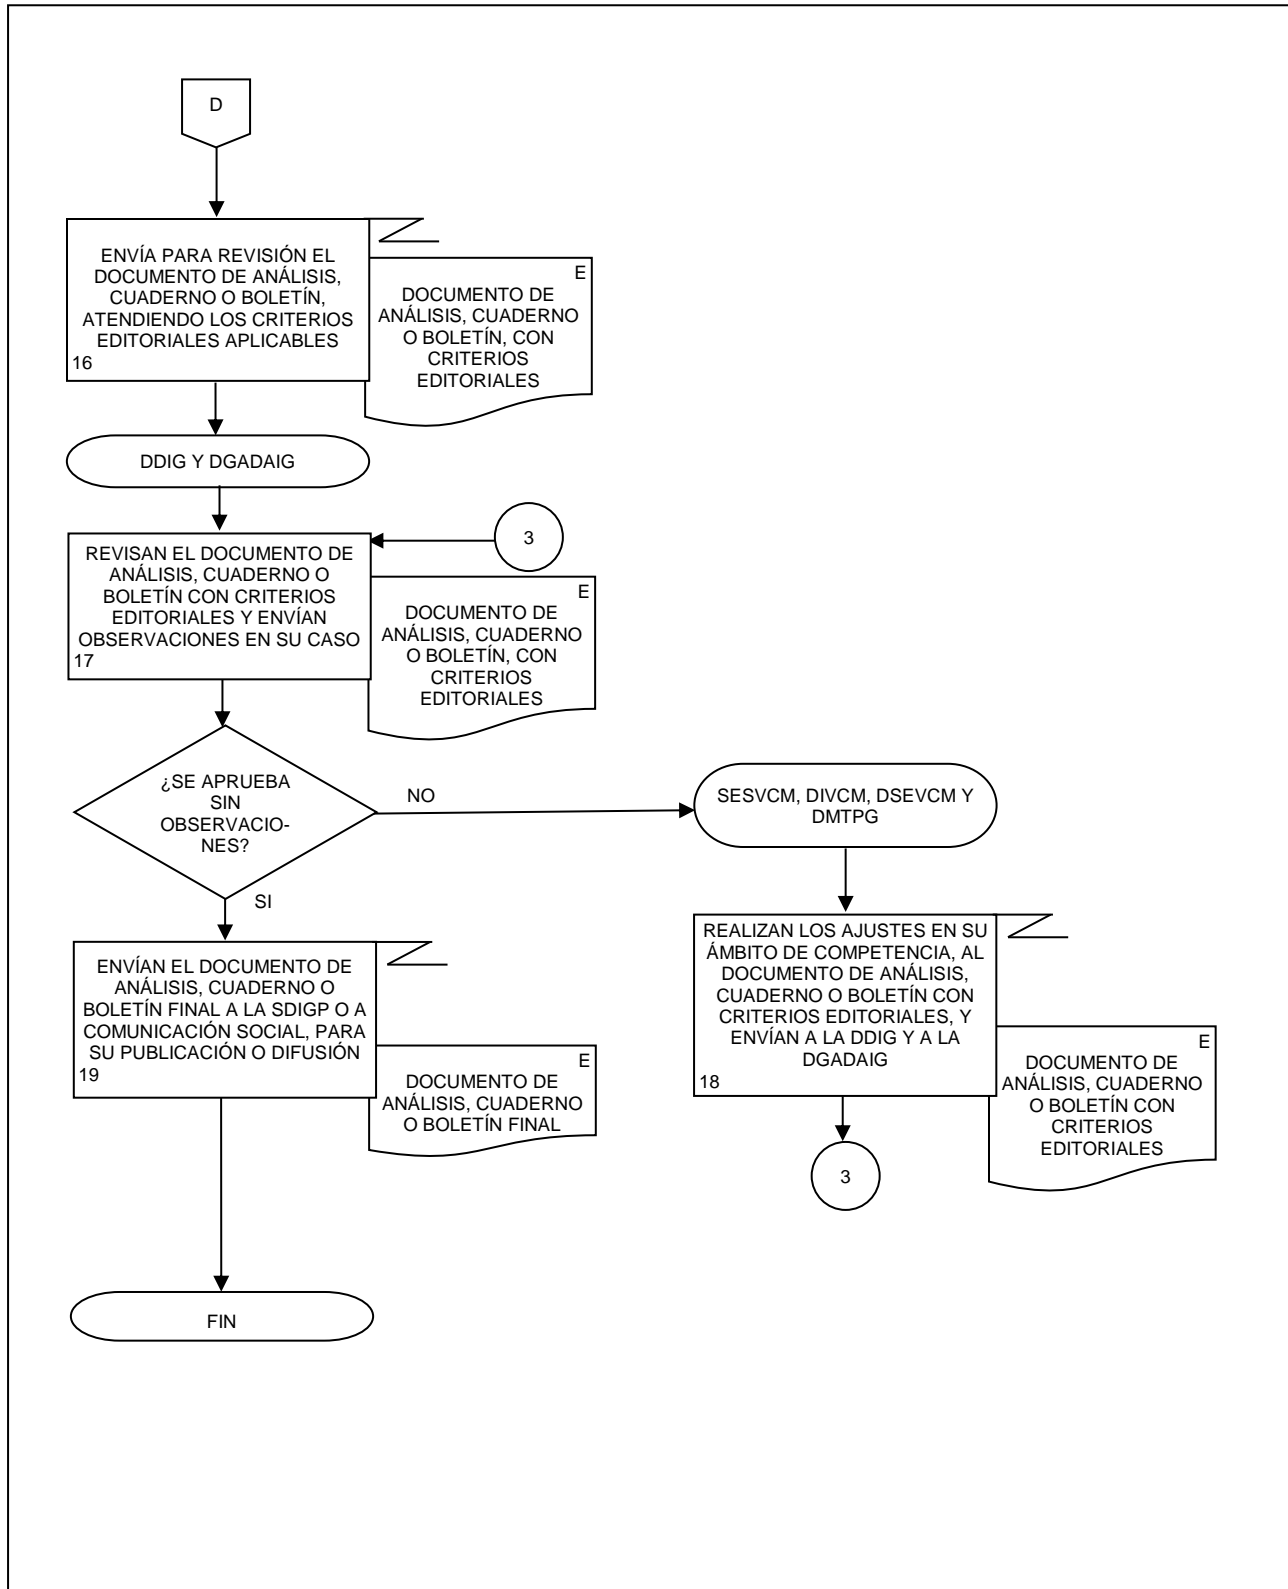 D
ENVÍA PARA REVISIÓN EL
DOCUMENTO DE ANÁLISIS,
CUADERNO O BOLETÍN,
ATENDIENDO LOS CRITERIOS
EDITORIALES APLICABLES
16
E
DOCUMENTO DE
ANÁLISIS, CUADERNO
O BOLETÍN, CON
CRITERIOS
EDITORIALES
DDIG Y DGADAIG
3
REVISAN EL DOCUMENTO DE
ANÁLISIS, CUADERNO O
BOLETÍN CON CRITERIOS
EDITORIALES Y ENVÍAN
OBSERVACIONES EN SU CASO
17
E
DOCUMENTO DE
ANÁLISIS, CUADERNO
O BOLETÍN, CON
CRITERIOS
EDITORIALES
¿SE APRUEBA
SIN
OBSERVACIO-
NES?
NO
SI
SESVCM, DIVCM, DSEVCM Y
DMTPG
REALIZAN LOS AJUSTES EN SU
ÁMBITO DE COMPETENCIA, AL
DOCUMENTO DE ANÁLISIS,
CUADERNO O BOLETÍN CON
CRITERIOS EDITORIALES, Y
ENVÍAN A LA DDIG Y A LA
DGADAIG
18
E
DOCUMENTO DE
ANÁLISIS, CUADERNO
O BOLETÍN CON
CRITERIOS
EDITORIALES
3
ENVÍAN EL DOCUMENTO DE
ANÁLISIS, CUADERNO O
BOLETÍN FINAL A LA SDIGP O A
COMUNICACIÓN SOCIAL, PARA
SU PUBLICACIÓN O DIFUSIÓN
19
E
DOCUMENTO DE
ANÁLISIS, CUADERNO
O BOLETÍN FINAL
FIN